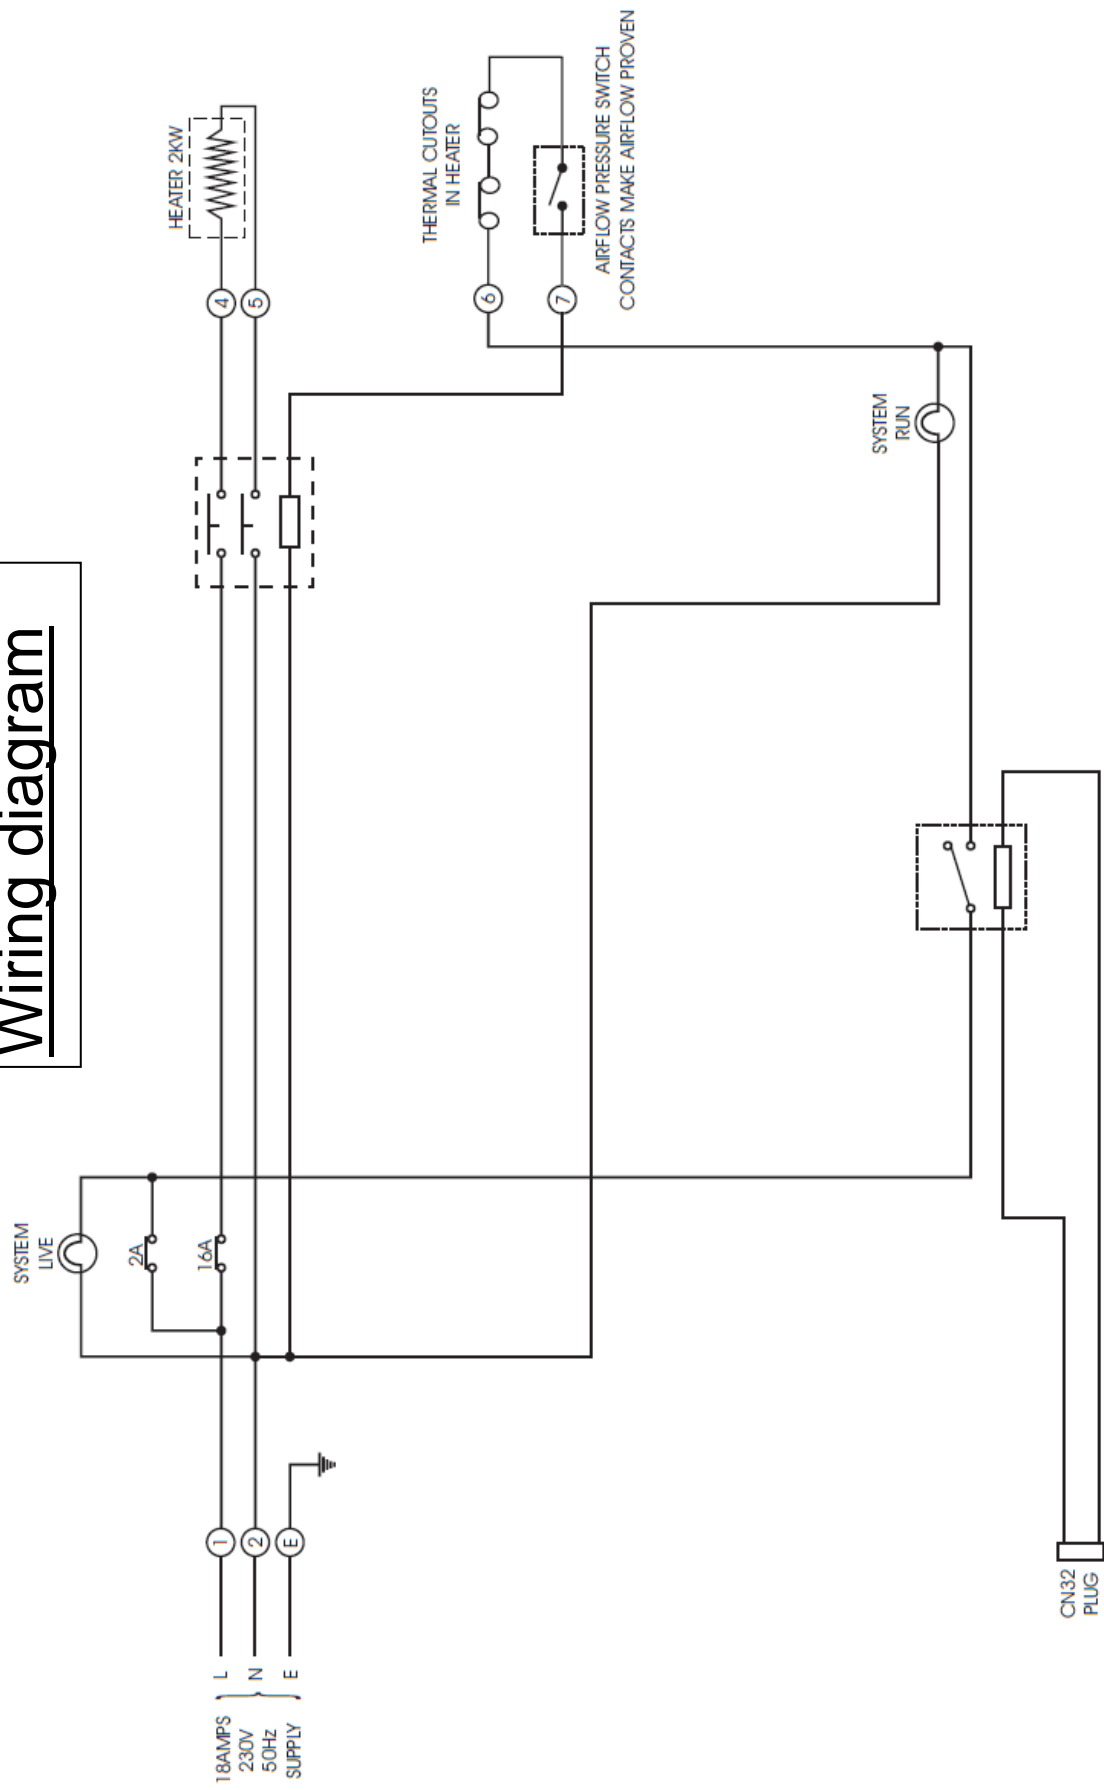 Wiring diagram
SYSTEM
LIVE
2A
16A
18AMPS
230V
50Hz
SUPPLY
L
N
E
1
2
E
HEATER 2KW
4
5
THERMAL CUTOUTS
IN HEATER
6
7
AIRFLOW PRESSURE SWITCH
CONTACTS MAKE AIRFLOW PROVEN
SYSTEM
RUN
CN32
PLUG